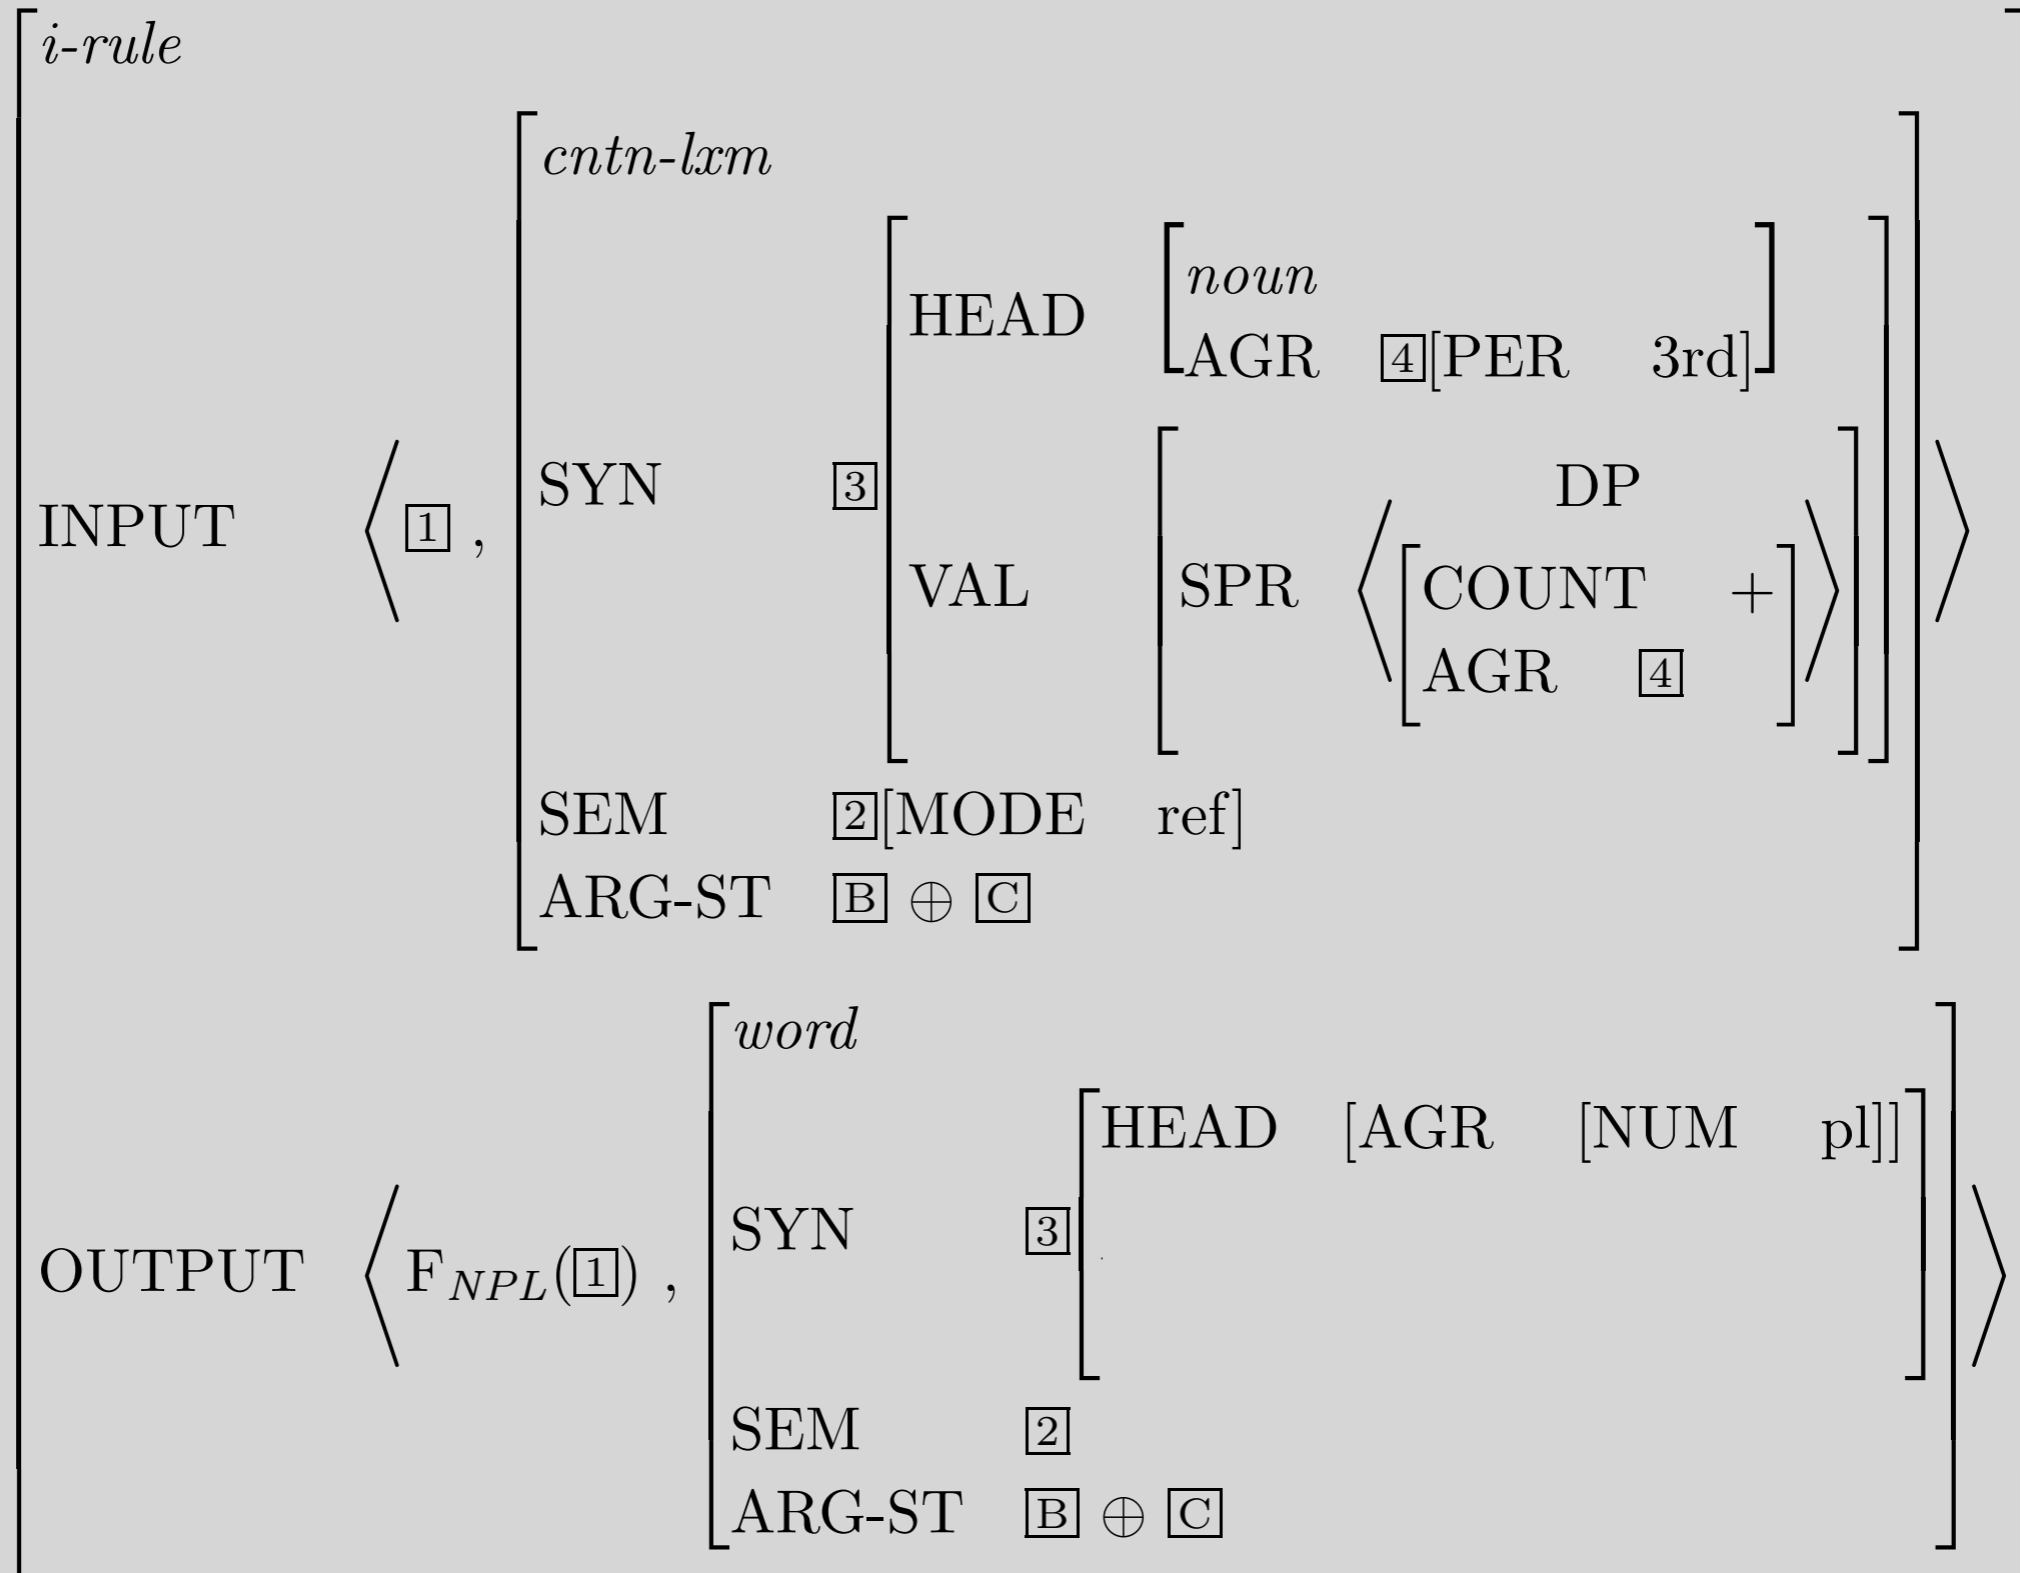 i-rule
cntn-lxm
noun
HEAD
AGR 4[PER 3rd]
SYN 3
DP
INPUT ⟨ 1 ,
VAL [SPR ⟨ [COUNT +
AGR 4
SEM 2[MODE ref]
ARG-ST B ⊕ C
word
HEAD [AGR [NUM pl]]
SYN 3
OUTPUT ⟨ F_NPL(1) ,
SEM 2
ARG-ST B ⊕ C